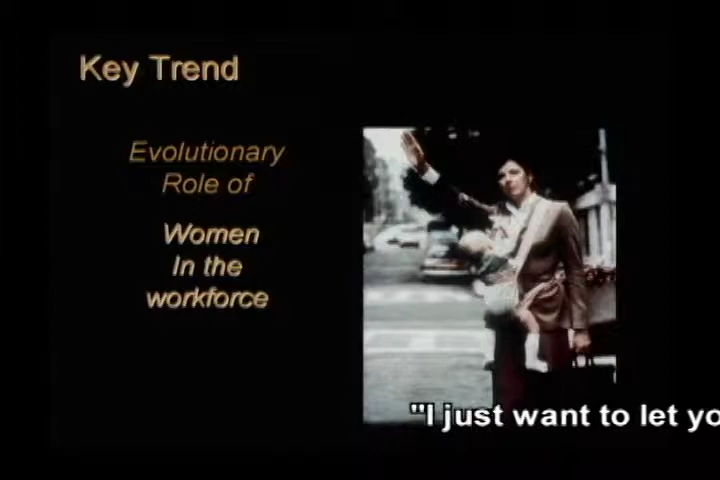 Key Trend
Evolutionary
Role of
Women
In the
workforce
"I just want to let yo